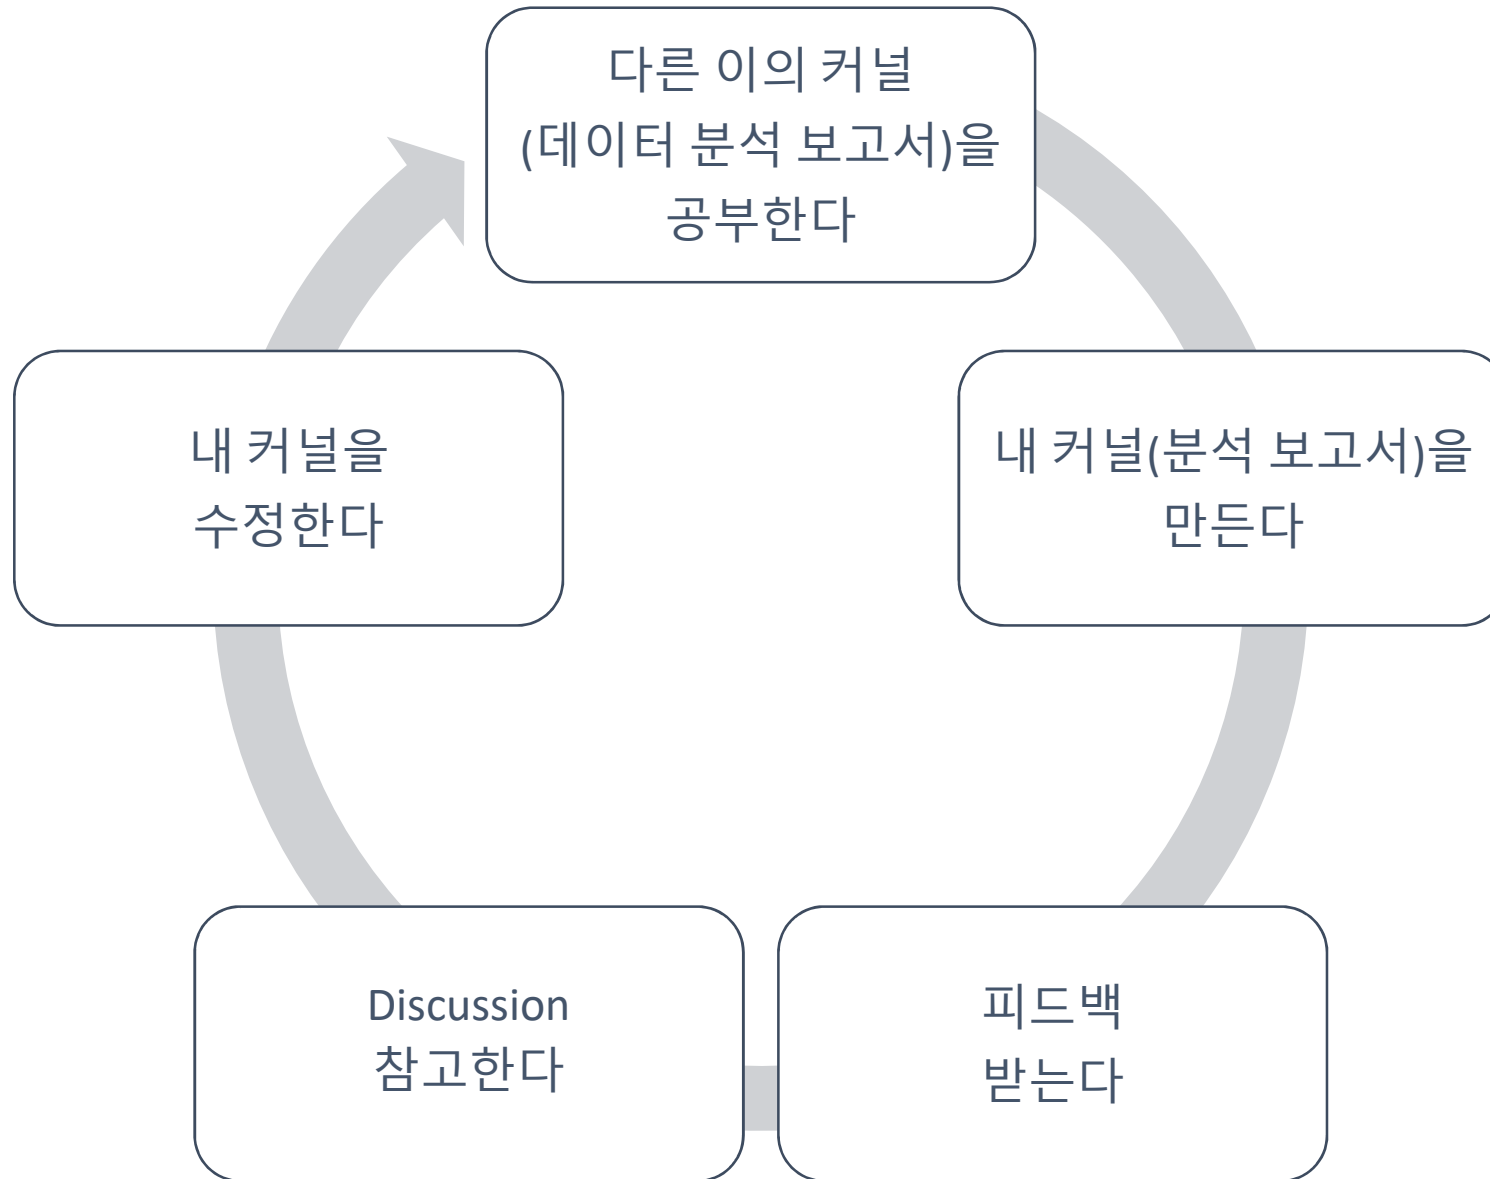 다른 이의 커널
(데이터 분석 보고서)을
공부한다
내 커널(분석 보고서)을
만든다
피드백
받는다
Discussion
참고한다
내 커널을
수정한다